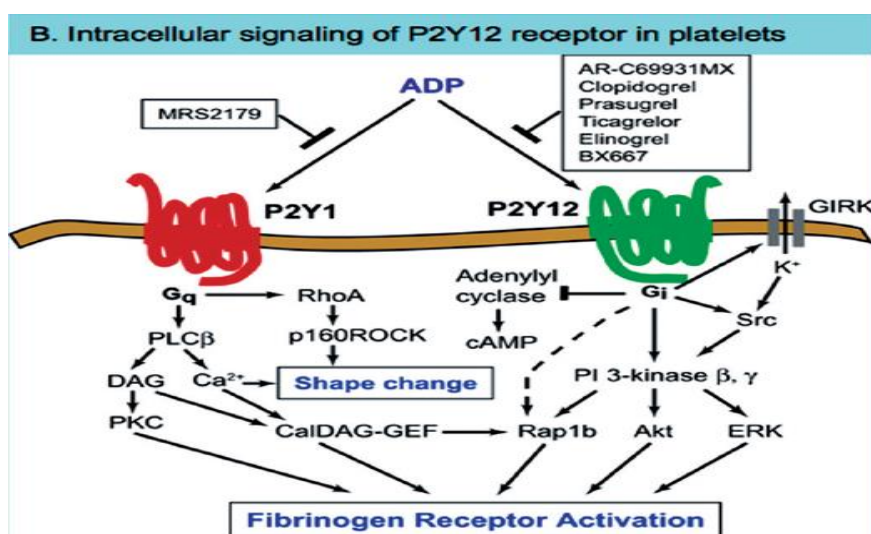 B. Intracellular signaling of P2Y12 receptor in platelets
ADP
MRS2179
AR-C69931MX
Clopidogrel
Prasugrel
Ticagrelor
Elinogrel
BX667
P2Y1
P2Y12
GIRK
K⁺
Gq
RhoA
Adenylyl
cyclase
Gi
Src
PLCβ
p160ROCK
cAMP
DAG
Ca²⁺
Shape change
PI 3-kinase β, γ
PKC
CalDAG-GEF
Rap1b
Akt
ERK
Fibrinogen Receptor Activation